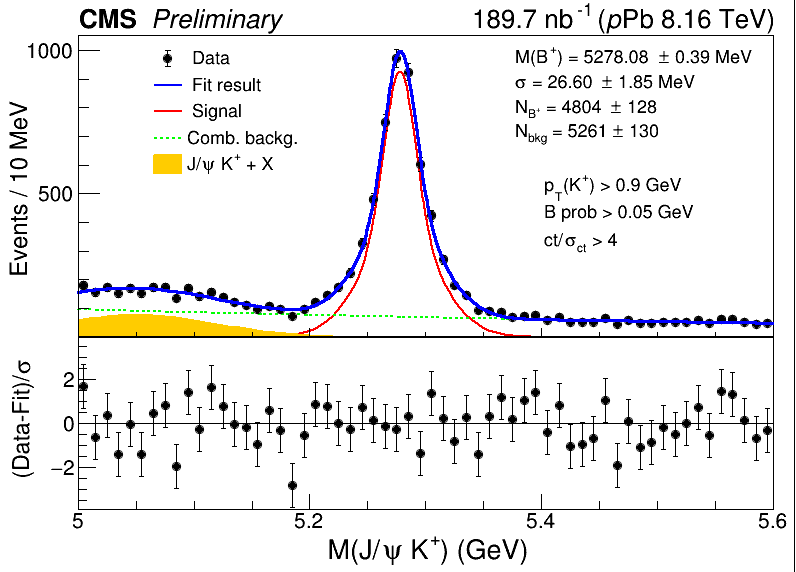 CMS Preliminary 189.7 nb⁻¹ (pPb 8.16 TeV)
1000
500
Events / 10 MeV
Data
Fit result
Signal
Comb. backg.
J/ψ K⁺ + X
M(B⁺) = 5278.08 ± 0.39 MeV
σ = 26.60 ± 1.85 MeV
N_B⁺ = 4804 ± 128
N_bkg = 5261 ± 130
p_T(K⁺) > 0.9 GeV
B prob > 0.05 GeV
ct/σ_ct > 4
(Data-Fit)/σ
2
0
−2
5 5.2 5.4 5.6
M(J/ψ K⁺) (GeV)